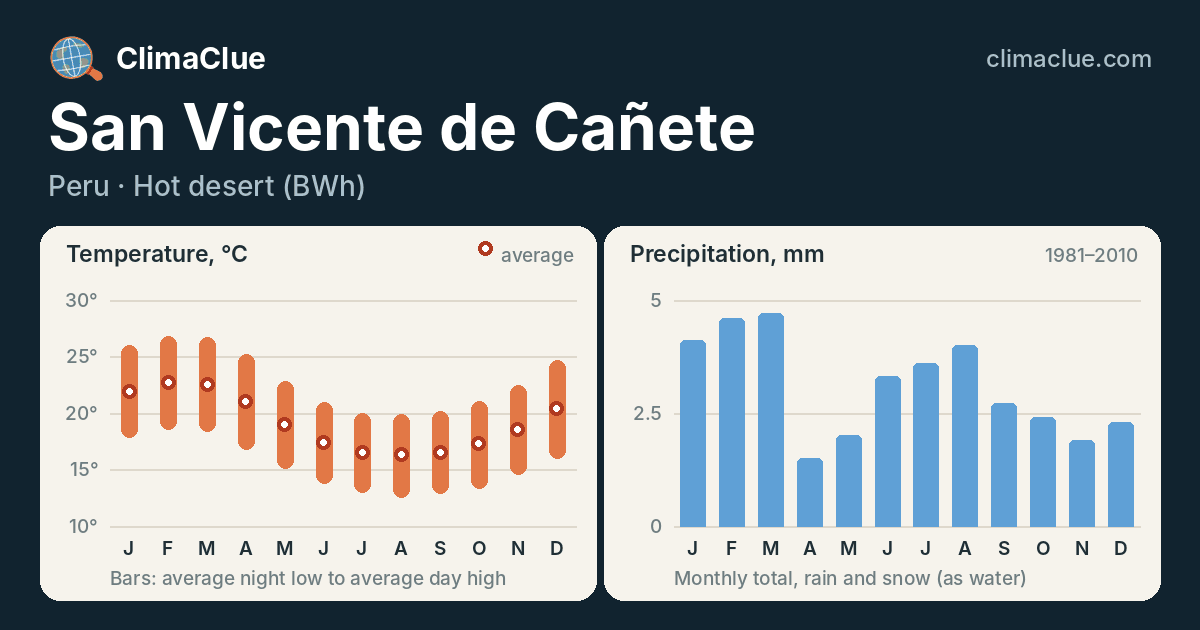 ClimaClue
climaclue.com
San Vicente de Cañete
Peru · Hot desert (BWh)
Temperature, °C
average
30°
25°
20°
15°
10°
J F M A M J J A S O N D
Bars: average night low to average day high
Precipitation, mm
1981–2010
5
2.5
0
J F M A M J J A S O N D
Monthly total, rain and snow (as water)